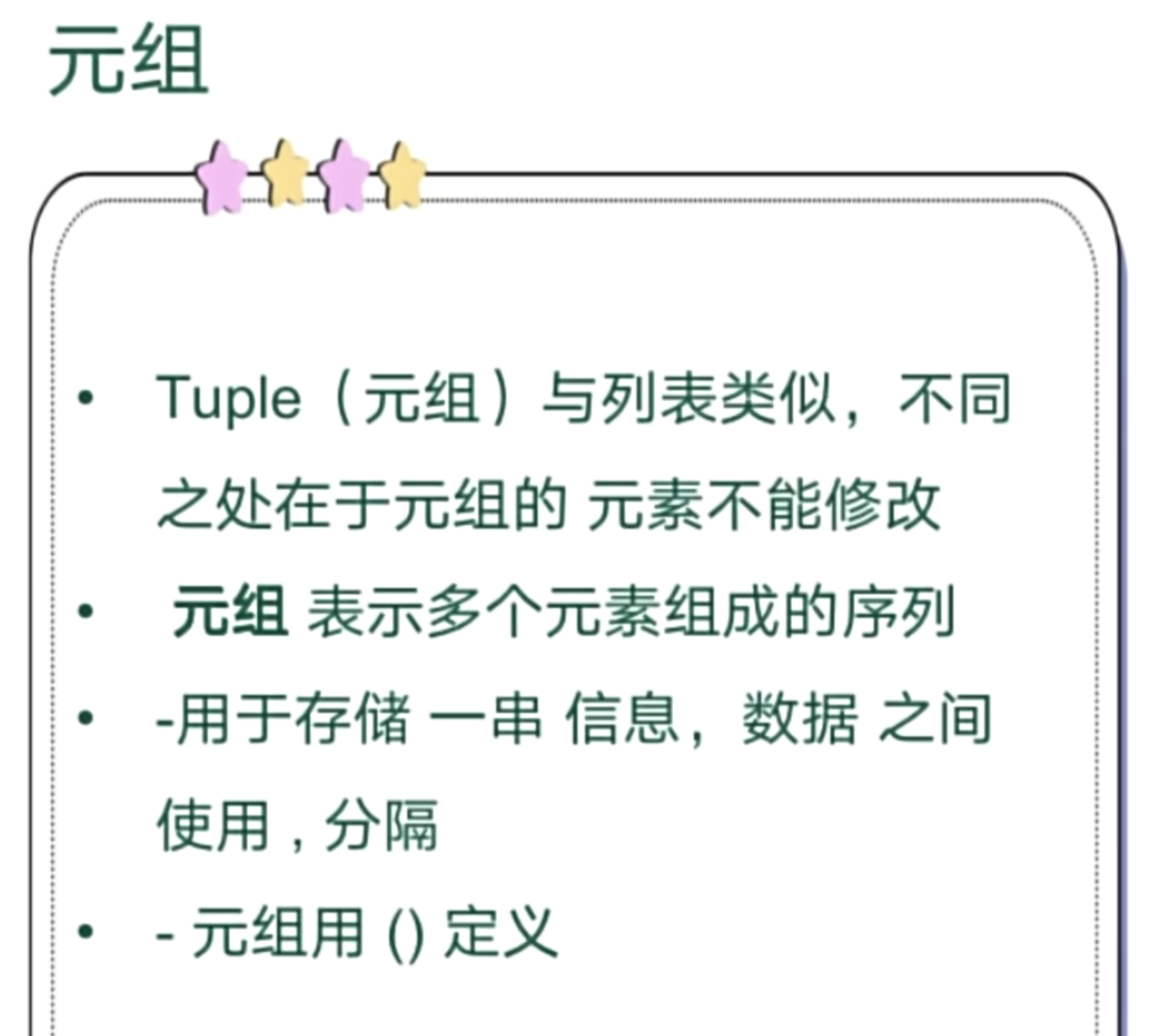 元组
• Tuple（元组）与列表类似，不同
之处在于元组的 元素不能修改
• 元组 表示多个元素组成的序列
• -用于存储 一串 信息，数据 之间
使用 , 分隔
• - 元组用 () 定义